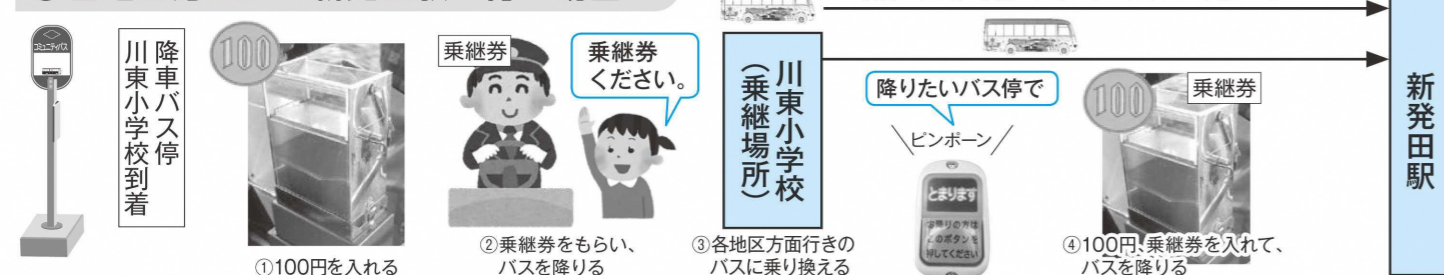 コミュニティバス
降車バス停
川東小学校到着
100
①100円を入れる
乗継券
乗継券
ください。
②乗継券をもらい、
バスを降りる
川東小学校
（乗継場所）
③各地区方面行きの
バスに乗り換える
降りたいバス停で
ピンポーン
とまります
お降りの方は
このボタンを
押してください
100
乗継券
④100円、乗継券を入れて、
バスを降りる
新発田駅